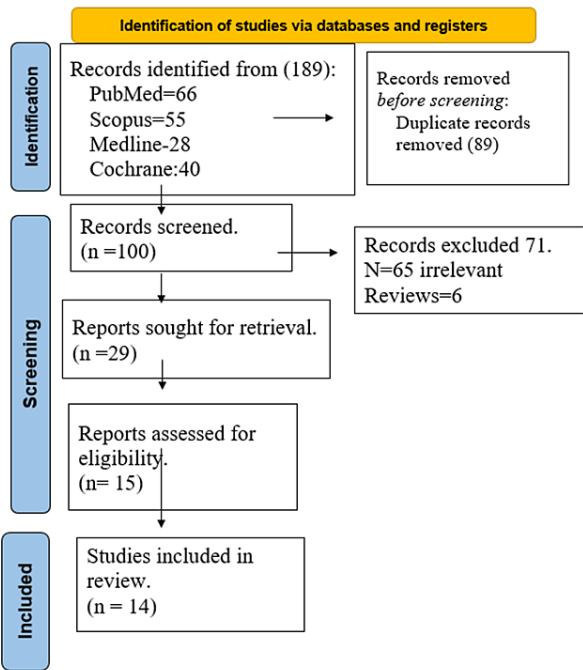 Identification of studies via databases and registers
Identification
Records identified from (189):
PubMed=66
Scopus=55
Medline-28
Cochrane:40
Records removed
before screening:
Duplicate records
removed (89)
Screening
Records screened.
(n =100)
Records excluded 71.
N=65 irrelevant
Reviews=6
Reports sought for retrieval.
(n =29)
Reports assessed for
eligibility.
(n= 15)
Included
Studies included in
review.
(n = 14)